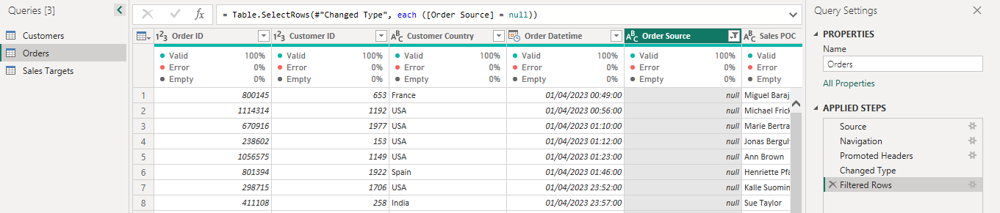 Queries [3]
Customers
Orders
Sales Targets
fx
= Table.SelectRows(#"Changed Type", each ([Order Source] = null))
123 Order ID 123 Customer ID ABC Customer Country Order Datetime ABC Order Source ABC Sales POC
Valid 100% Valid 100% Valid 100% Valid 100% Valid 100% Valid
Error 0% Error 0% Error 0% Error 0% Error 0% Error
Empty 0% Empty 0% Empty 0% Empty 0% Empty 0% Empty
1 800145 653 France 01/04/2023 00:49:00 null Miguel Baraj
2 1114314 1192 USA 01/04/2023 00:56:00 null Michael Frick
3 670916 1977 USA 01/04/2023 01:10:00 null Marie Bertra
4 238602 153 USA 01/04/2023 01:12:00 null Jonas Bergul
5 1056575 1149 USA 01/04/2023 01:23:00 null Ann Brown
6 801394 1922 Spain 01/04/2023 01:46:00 null Henriette Pfa
7 298715 1706 USA 01/04/2023 23:52:00 null Kalle Suomin
8 411108 258 India 01/04/2023 23:57:00 null Sue Taylor
Query Settings
PROPERTIES
Name
Orders
All Properties
APPLIED STEPS
Source
Navigation
Promoted Headers
Changed Type
Filtered Rows